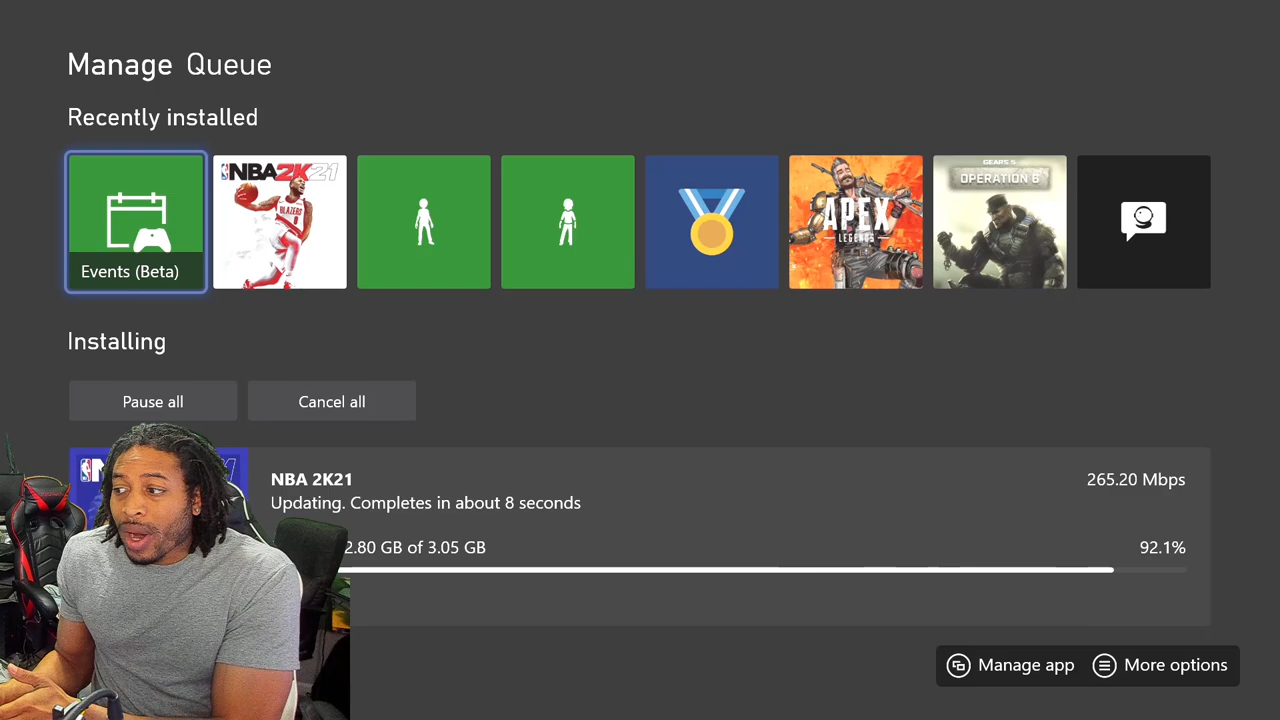 Manage Queue
Recently installed
Events (Beta)
NBA 2K21
BLAZERS
0
APEX
LEGENDS
GEARS 5
OPERATION 6
Installing
Pause all
Cancel all
NBA 2K21
265.20 Mbps
Updating. Completes in about 8 seconds
2.80 GB of 3.05 GB
92.1%
Manage app
More options